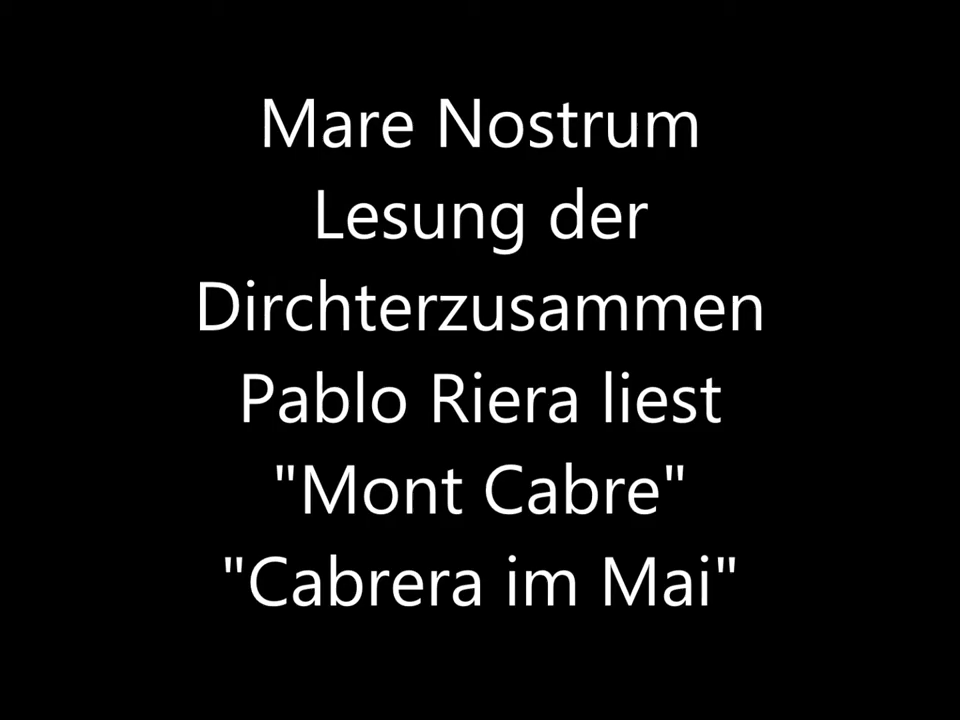 Mare Nostrum
Lesung der
Dirchterzusammen
Pablo Riera liest
"Mont Cabre"
"Cabrera im Mai"